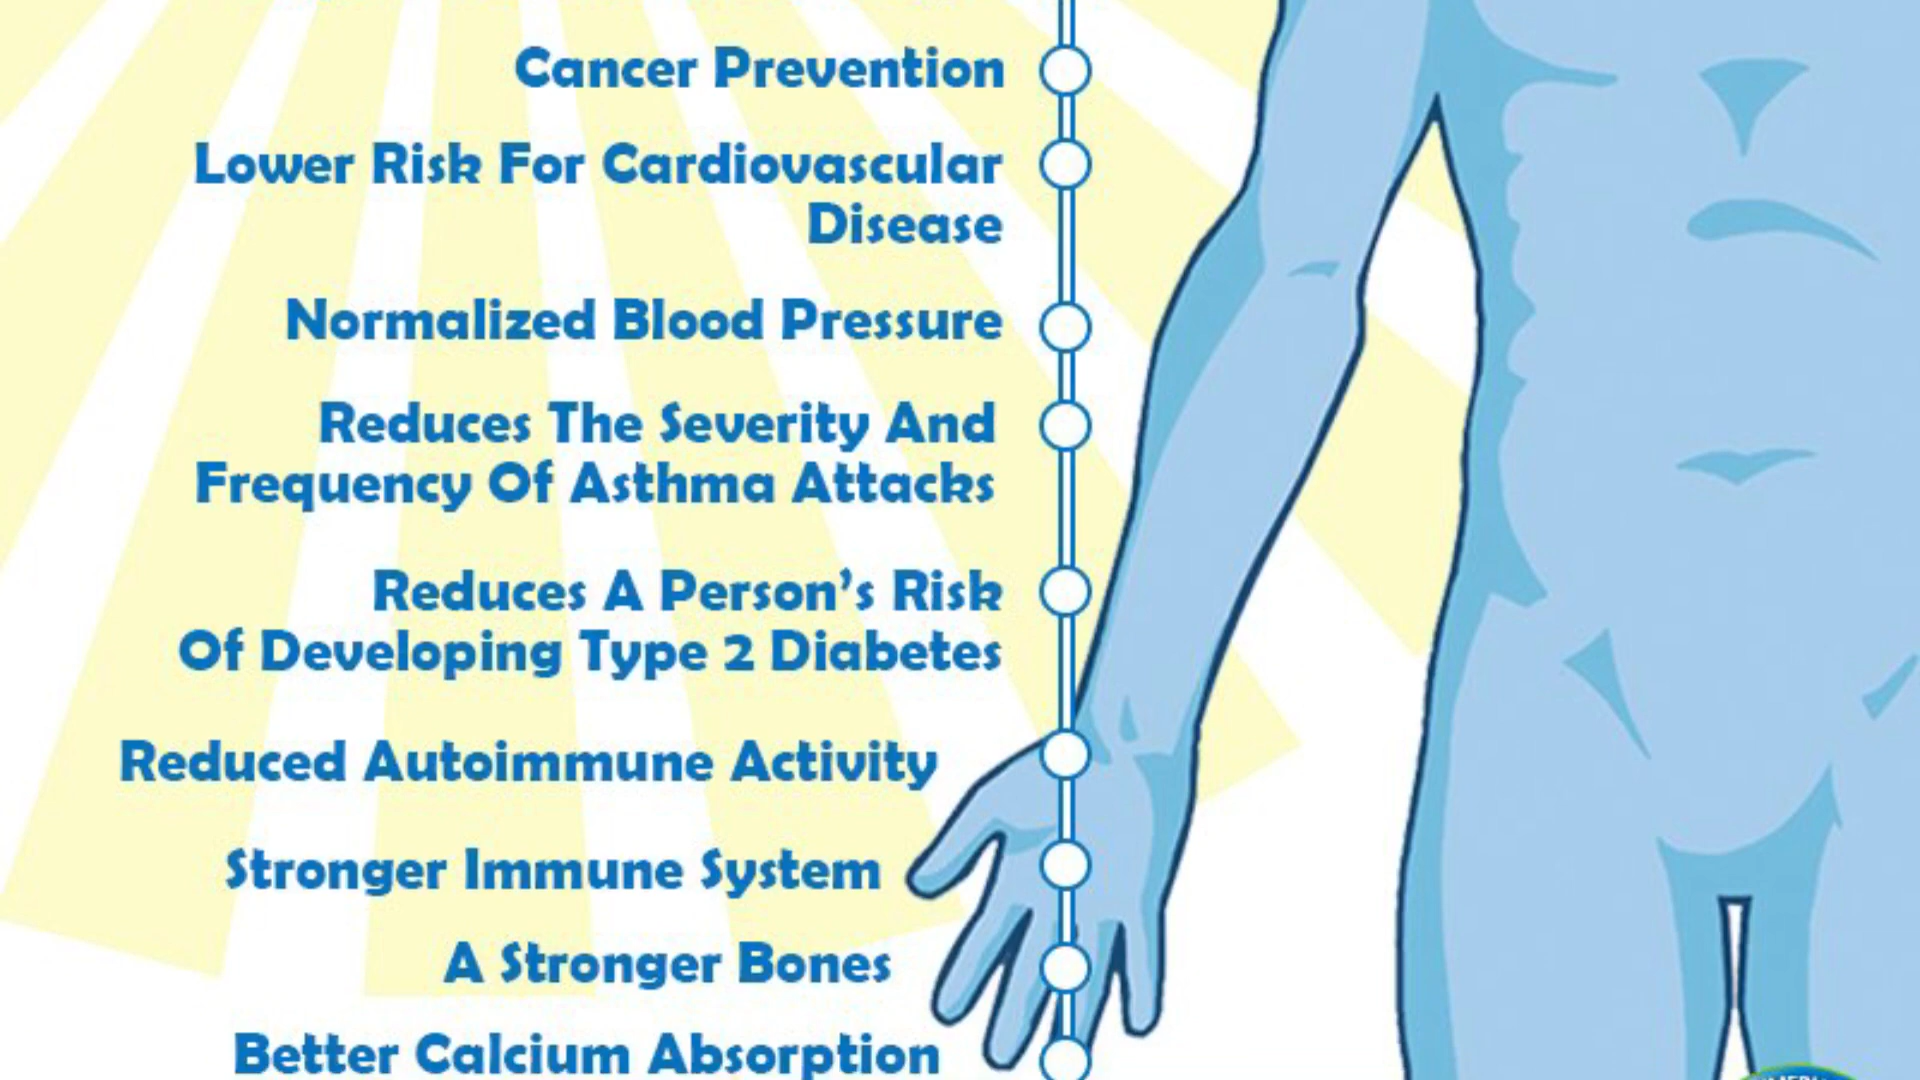 Cancer Prevention
Lower Risk For Cardiovascular
Disease
Normalized Blood Pressure
Reduces The Severity And
Frequency Of Asthma Attacks
Reduces A Person's Risk
Of Developing Type 2 Diabetes
Reduced Autoimmune Activity
Stronger Immune System
A Stronger Bones
Better Calcium Absorption